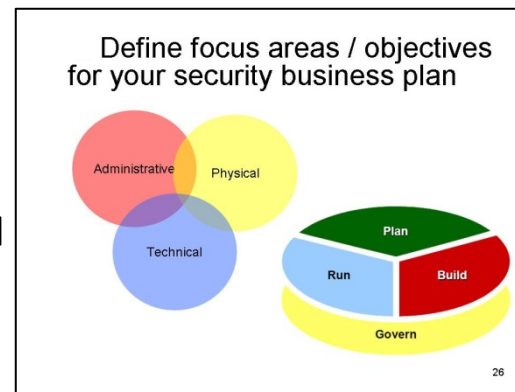 Define focus areas / objectives
for your security business plan
Administrative
Physical
Technical
Plan
Run
Build
Govern
26